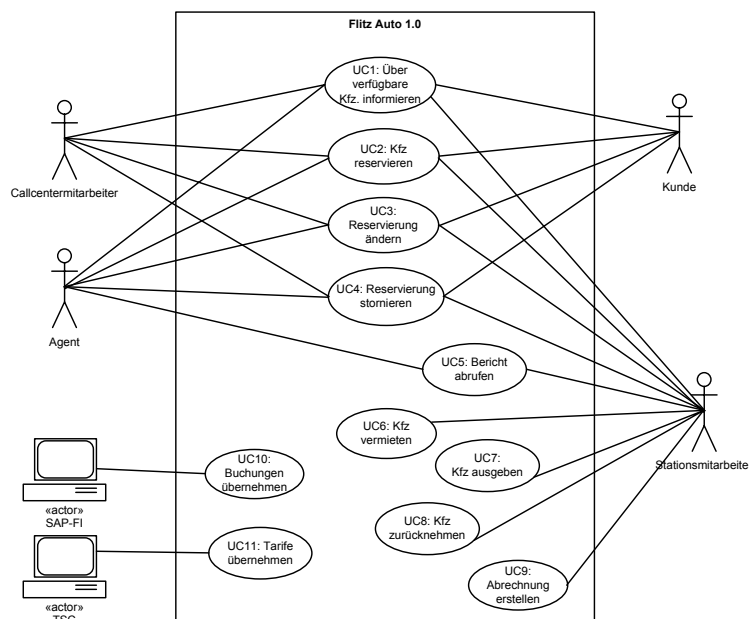 Flitz Auto 1.0
UC1: Über
verfügbare
Kfz. informieren
Callcentermitarbeiter
UC2: Kfz
reservieren
Kunde
UC3:
Reservierung
ändern
Agent
UC4: Reservierung
stornieren
UC5: Bericht
abrufen
UC6: Kfz
vermieten
UC7:
Kfz ausgeben
Stationsmitarbeite
UC10:
Buchungen
übernehmen
«actor»
SAP-FI
UC8: Kfz
zurücknehmen
UC11: Tarife
übernehmen
UC9:
Abrechnung
erstellen
«actor»
TSC